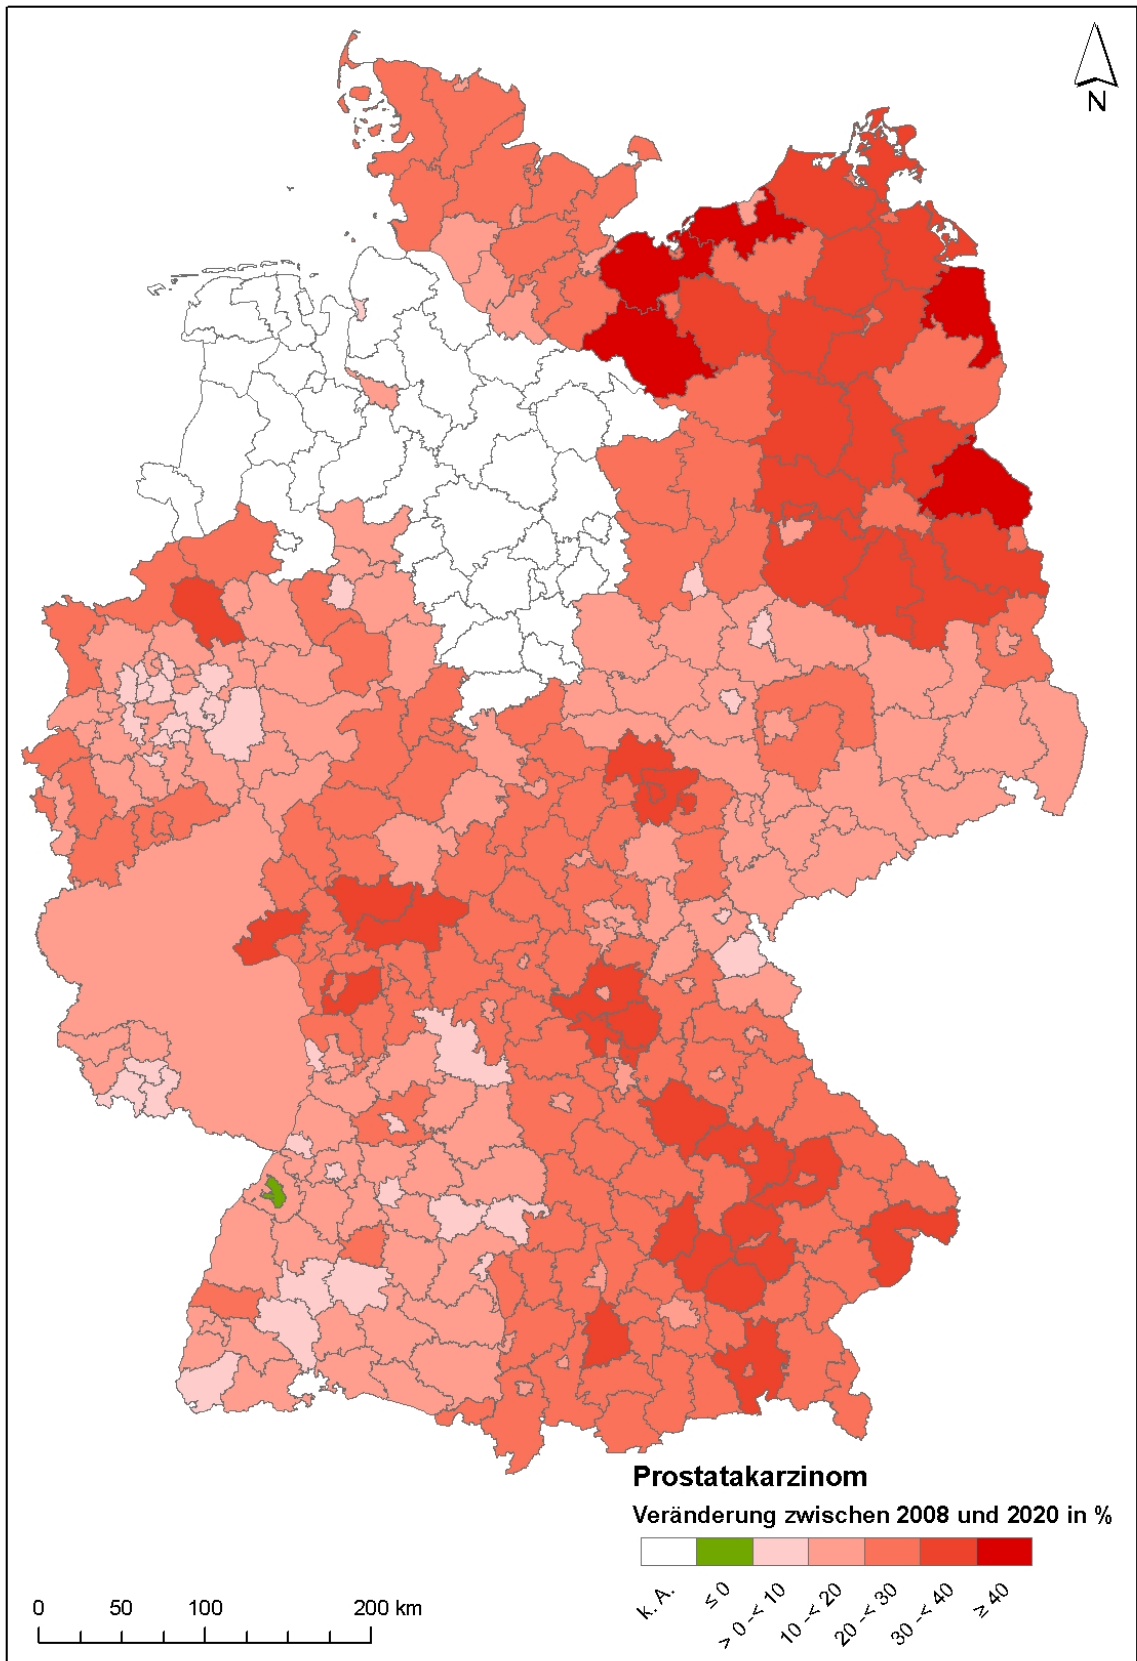 N
Prostatakarzinom
Veränderung zwischen 2008 und 2020 in %
k. A.
≤ 0
> 0 -< 10
10 -< 20
20 -< 30
30 -< 40
≥ 40
0 50 100 200 km